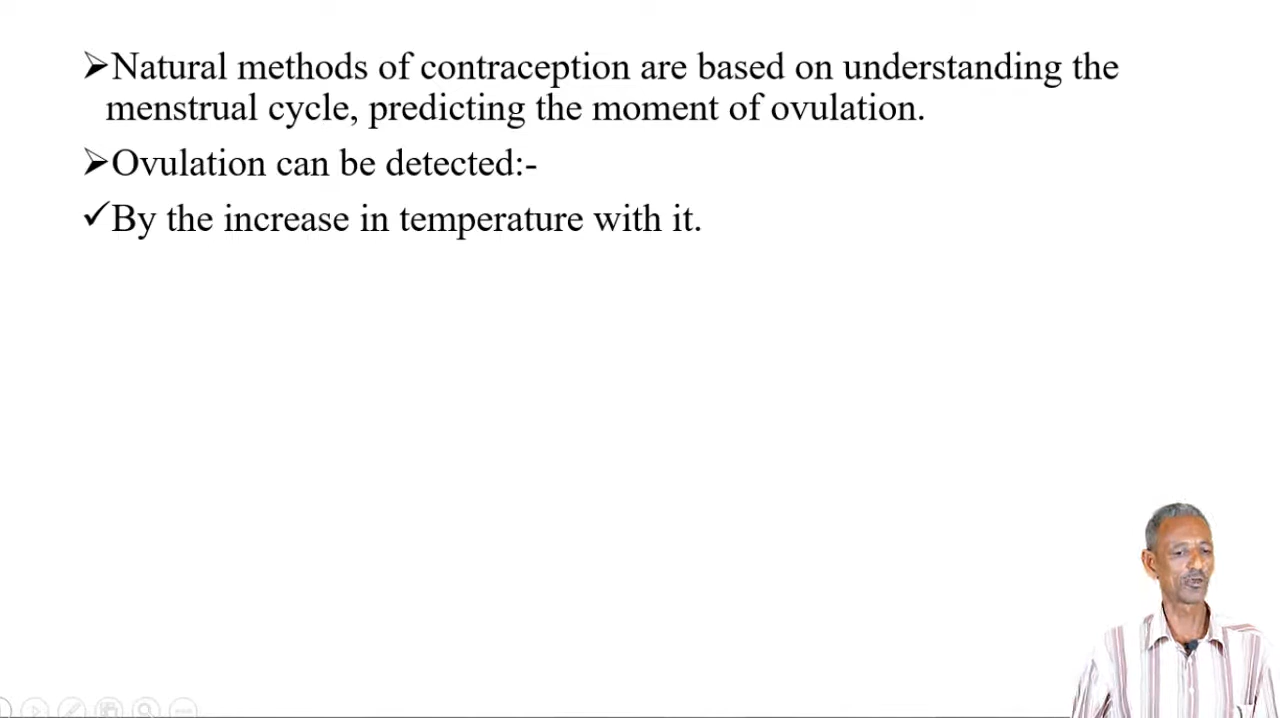 ➢Natural methods of contraception are based on understanding the
menstrual cycle, predicting the moment of ovulation.
➢Ovulation can be detected:-
✓By the increase in temperature with it.